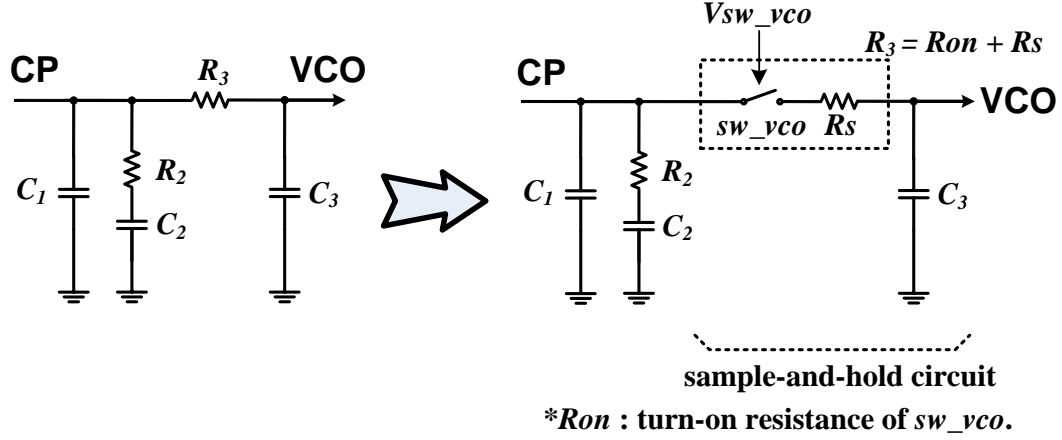 CP
R3
VCO
R2
C1
C2
C3
Vsw_vco
R3 = Ron + Rs
CP
VCO
sw_vco
Rs
R2
C1
C2
C3
sample-and-hold circuit
*Ron : turn-on resistance of sw_vco.